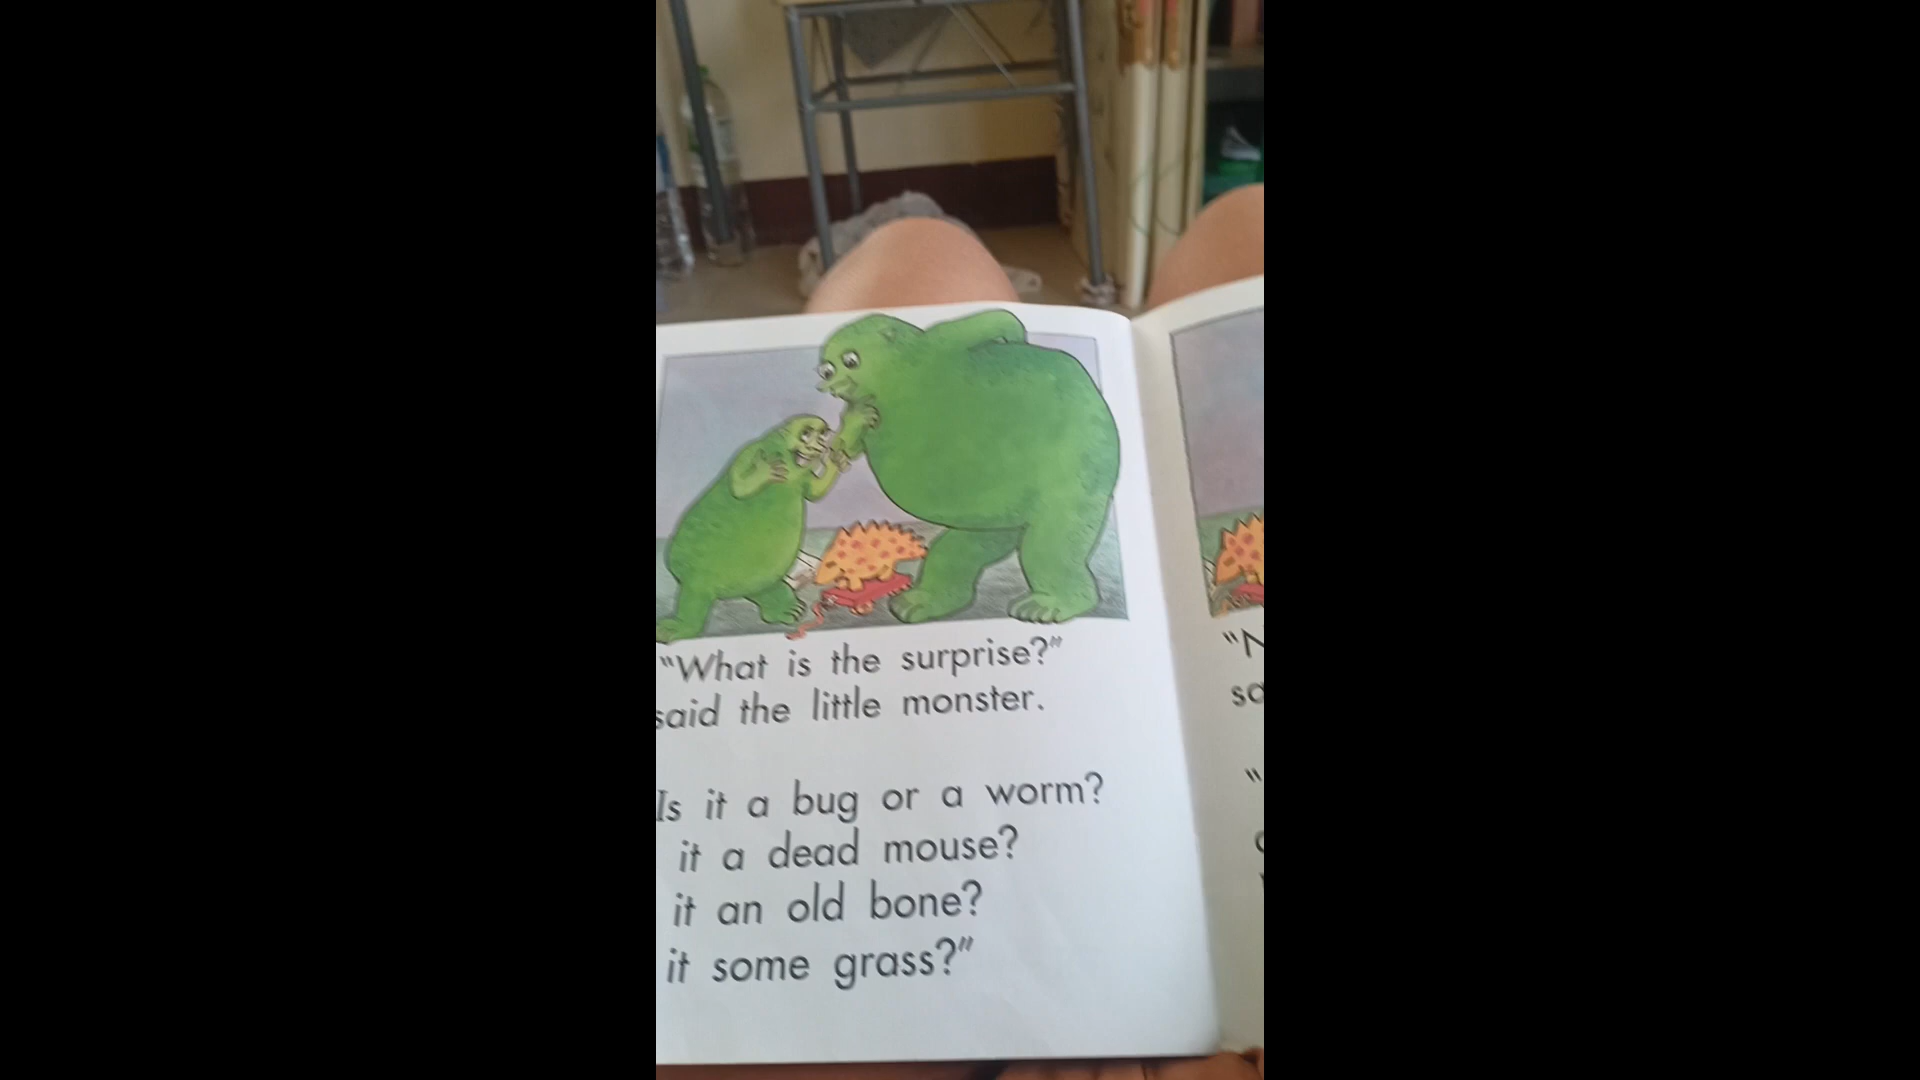 "What is the surprise?"
said the little monster.
Is it a bug or a worm?
it a dead mouse?
it an old bone?
it some grass?"